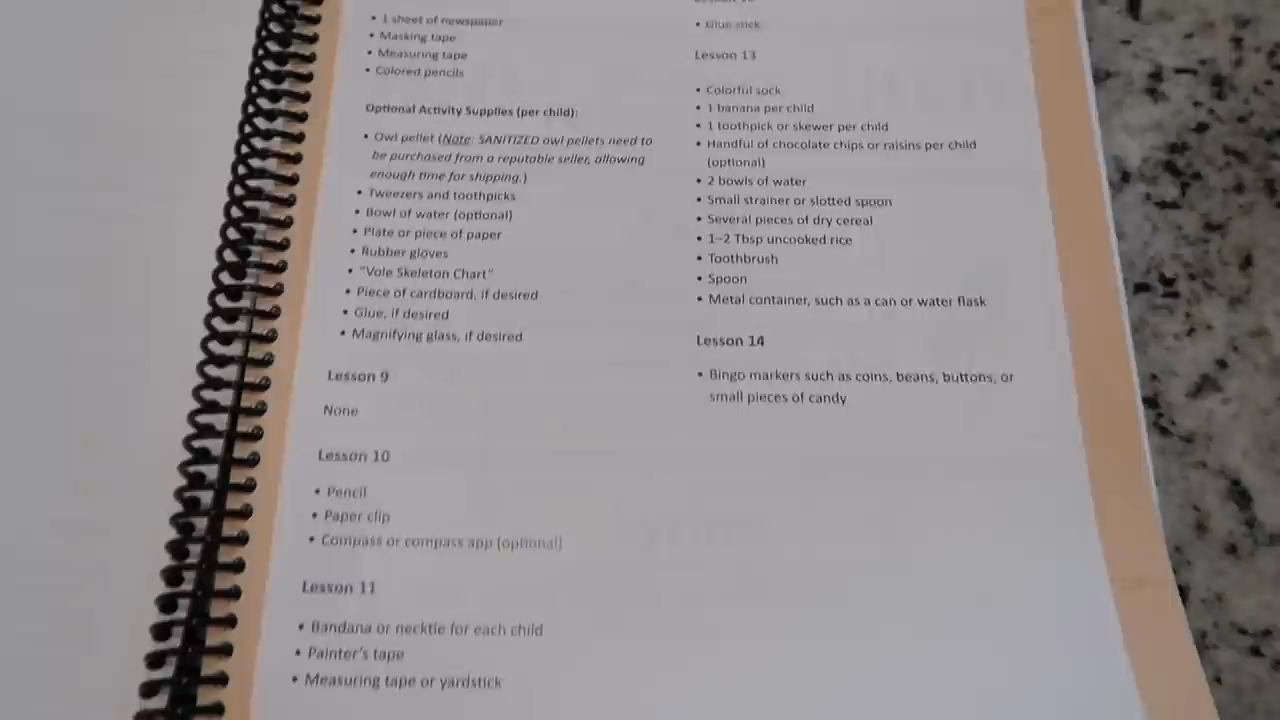 • 1 sheet of newspaper
• Masking tape
• Measuring tape
• Colored pencils
Optional Activity Supplies (per child):
• Owl pellet (Note: SANITIZED owl pellets need to
be purchased from a reputable seller, allowing
enough time for shipping.)
• Tweezers and toothpicks
• Bowl of water (optional)
• Plate or piece of paper
• Rubber gloves
• "Vole Skeleton Chart"
• Piece of cardboard, if desired
• Glue, if desired
• Magnifying glass, if desired
Lesson 9
None
Lesson 10
• Pencil
• Paper clip
• Compass or compass app (optional)
Lesson 11
• Bandana or necktie for each child
• Painter's tape
• Measuring tape or yardstick
• Glue stick
Lesson 13
• Colorful sock
• 1 banana per child
• 1 toothpick or skewer per child
• Handful of chocolate chips or raisins per child
(optional)
• 2 bowls of water
• Small strainer or slotted spoon
• Several pieces of dry cereal
• 1–2 Tbsp uncooked rice
• Toothbrush
• Spoon
• Metal container, such as a can or water flask
Lesson 14
• Bingo markers such as coins, beans, buttons, or
small pieces of candy